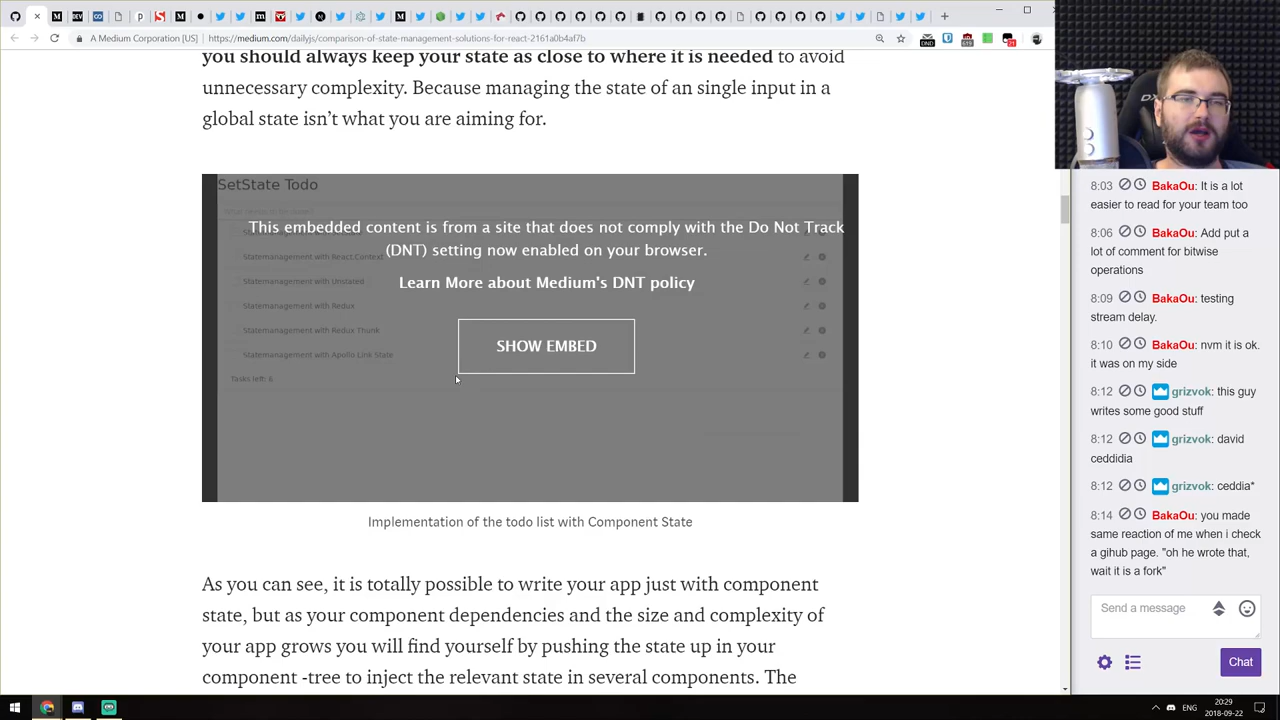 A Medium Corporation [US]
https://medium.com/dailyjs/comparison-of-state-management-solutions-for-react-2161a0b4af7b
you should always keep your state as close to where it is needed to avoid
unnecessary complexity. Because managing the state of an single input in a
global state isn't what you are aiming for.
SetState Todo
This embedded content is from a site that does not comply with the Do Not Track
(DNT) setting now enabled on your browser.
Statemanagement with React.Context
Learn More about Medium's DNT policy
Statemanagement with Unstated
Statemanagement with Redux
Statemanagement with Redux Thunk
SHOW EMBED
Statemanagement with Apollo Link State
Tasks left: 6
Implementation of the todo list with Component State
As you can see, it is totally possible to write your app just with component
state, but as your component dependencies and the size and complexity of
your app grows you will find yourself by pushing the state up in your
component -tree to inject the relevant state in several components. The
8:03 BakaOu: It is a lot
easier to read for your team too
8:06 BakaOu: Add put a
lot of comment for bitwise
operations
8:09 BakaOu: testing
stream delay.
8:10 BakaOu: nvm it is ok.
it was on my side
8:12 grizvok: this guy
writes some good stuff
8:12 grizvok: david
ceddidia
8:12 grizvok: ceddia*
8:14 BakaOu: you made
same reaction of me when i check
a gihub page. "oh he wrote that,
wait it is a fork"
Send a message
Chat
ENG
20:29
2018-09-22